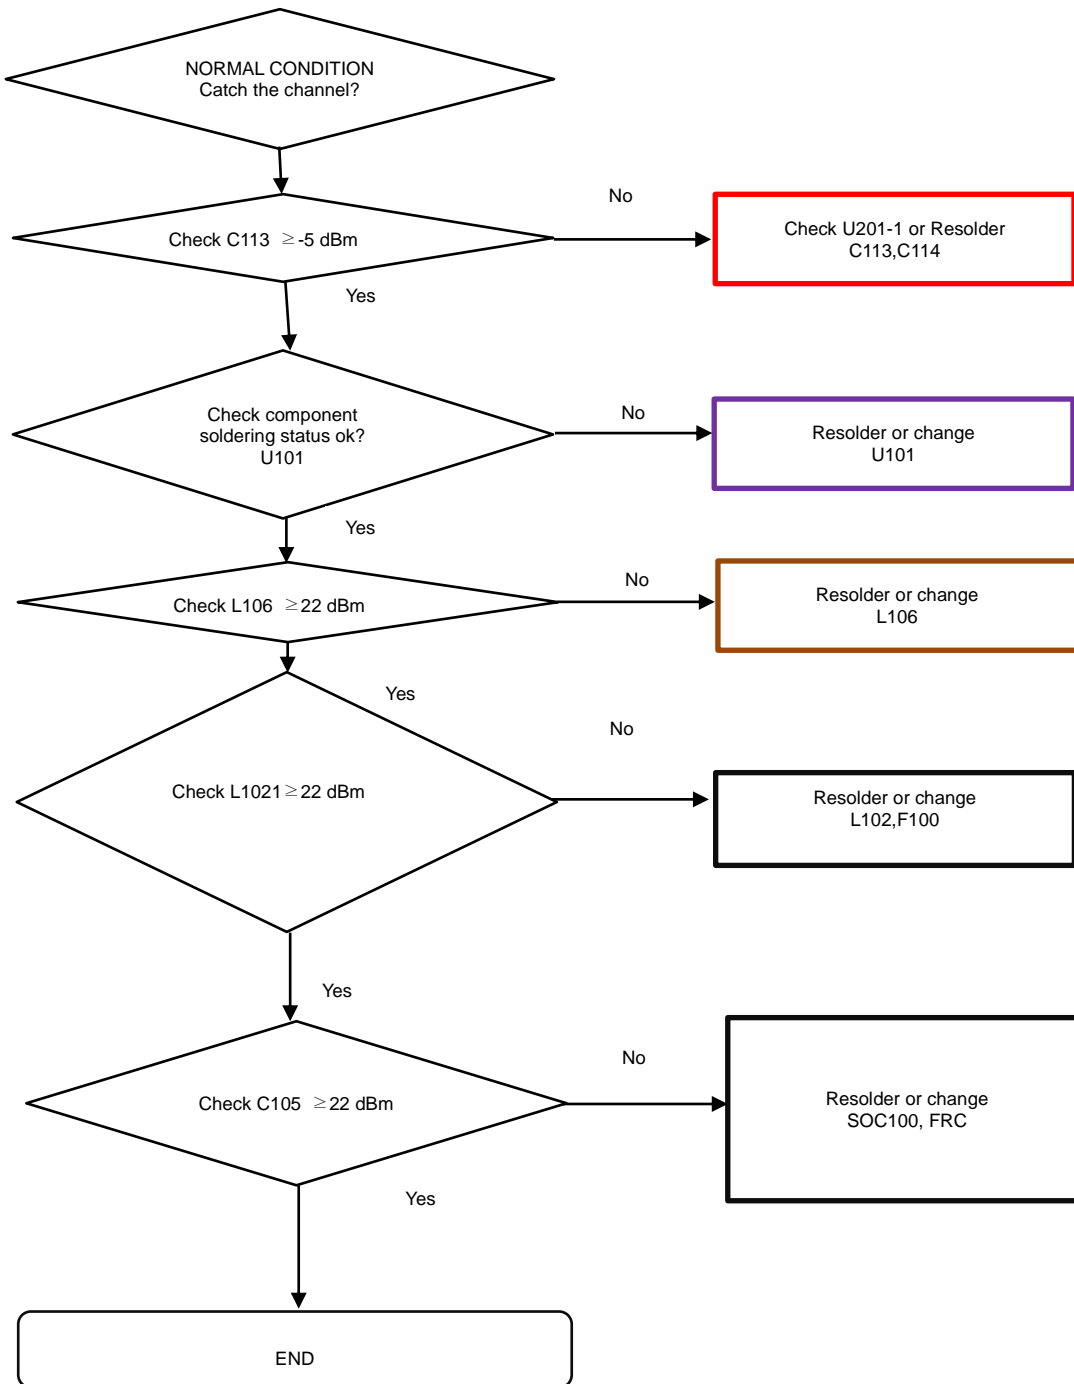 NORMAL CONDITION
Catch the channel?
No
Check C113 ≥-5 dBm
Check U201-1 or Resolder
C113,C114
Yes
Check component
soldering status ok?
U101
No
Resolder or change
U101
Yes
Check L106 ≥22 dBm
No
Resolder or change
L106
Yes
No
Check L1021≥22 dBm
Resolder or change
L102,F100
Yes
No
Check C105 ≥22 dBm
Resolder or change
SOC100, FRC
Yes
END